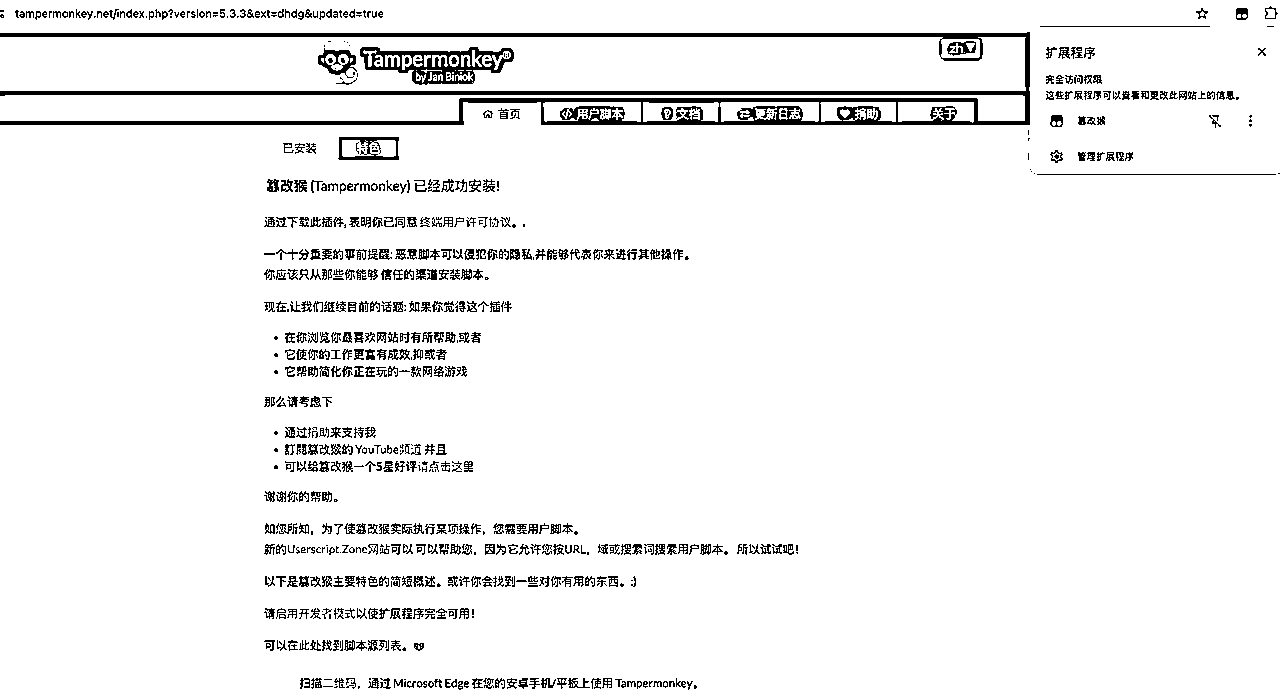 tampermonkey.net/index.php?version=5.3.3&ext=dhdg&updated=true
Tampermonkey®
by Jan Biniok
zh▼
首页
用户脚本
文档
更新日志
捐助
关于
已安装
特色
篡改猴 (Tampermonkey) 已经成功安装!
通过下载此插件, 表明你已同意 终端用户许可协议。.
一个十分重要的事前提醒: 恶意脚本可以侵犯你的隐私,并能够代表你来进行其他操作。
你应该只从那些你能够 信任的渠道安装脚本。
现在,让我们继续目前的话题: 如果你觉得这个插件
• 在你浏览你最喜欢网站时有所帮助,或者
• 它使你的工作更富有成效,抑或者
• 它帮助简化你正在玩的一款网络游戏
那么请考虑下
• 通过捐助来支持我
• 訂閱篡改猴的 YouTube频道 并且
• 可以给篡改猴一个5星好评请点击这里
谢谢你的帮助。
如您所知，为了使篡改猴实际执行某项操作，您需要用户脚本。
新的Userscript.Zone网站可以 可以帮助您，因为它允许您按URL，域或搜索词搜索用户脚本。 所以试试吧！
以下是篡改猴主要特色的简短概述。或许你会找到一些对你有用的东西。:)
请启用开发者模式以使扩展程序完全可用！
可以在此处找到脚本源列表。
扫描二维码，通过 Microsoft Edge 在您的安卓手机/平板上使用 Tampermonkey。
扩展程序
完全访问权限
这些扩展程序可以查看和更改此网站上的信息。
篡改猴
管理扩展程序